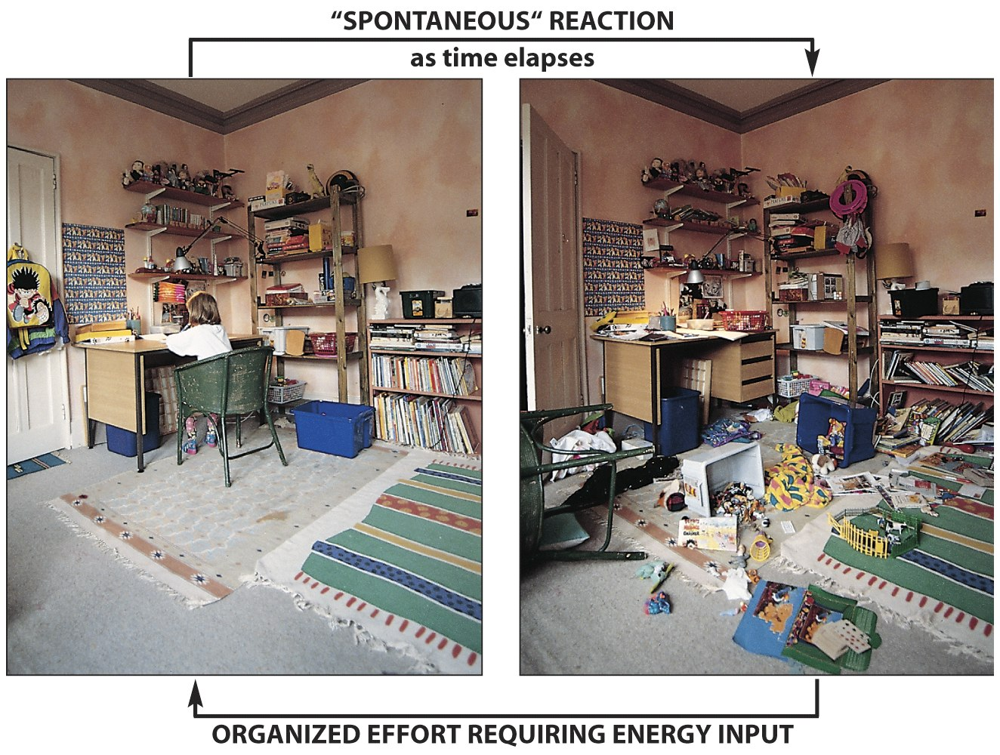 “SPONTANEOUS“ REACTION
as time elapses
ORGANIZED EFFORT REQUIRING ENERGY INPUT